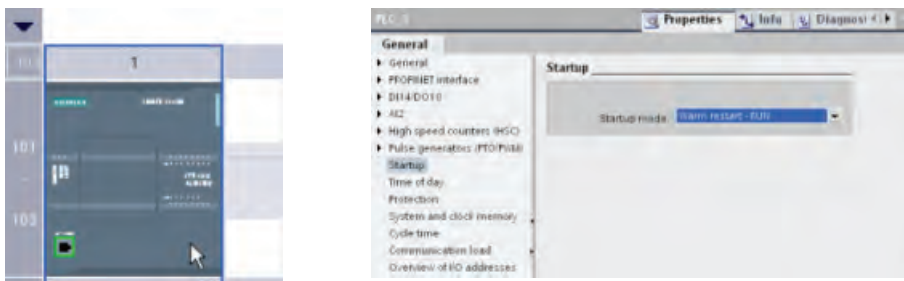 1
101
103
PLC_1
Properties
Info
Diagnosti
General
General
PROFINET interface
DI14/DO10
AI2
High speed counters (HSC)
Pulse generators (PTO/PWM)
Startup
Time of day
Protection
System and clock memory
Cycle time
Communication load
Overview of I/O addresses
Startup
Startup mode
Warm restart - RUN